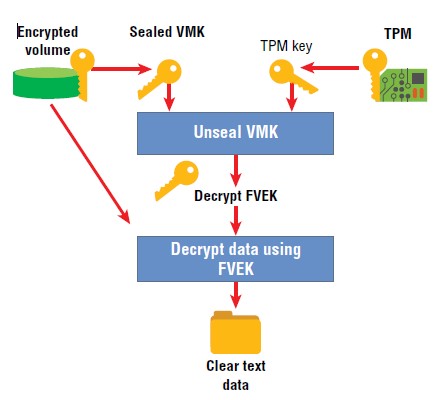 Encrypted
volume
Sealed VMK
TPM key
TPM
Unseal VMK
Decrypt FVEK
Decrypt data using
FVEK
Clear text
data